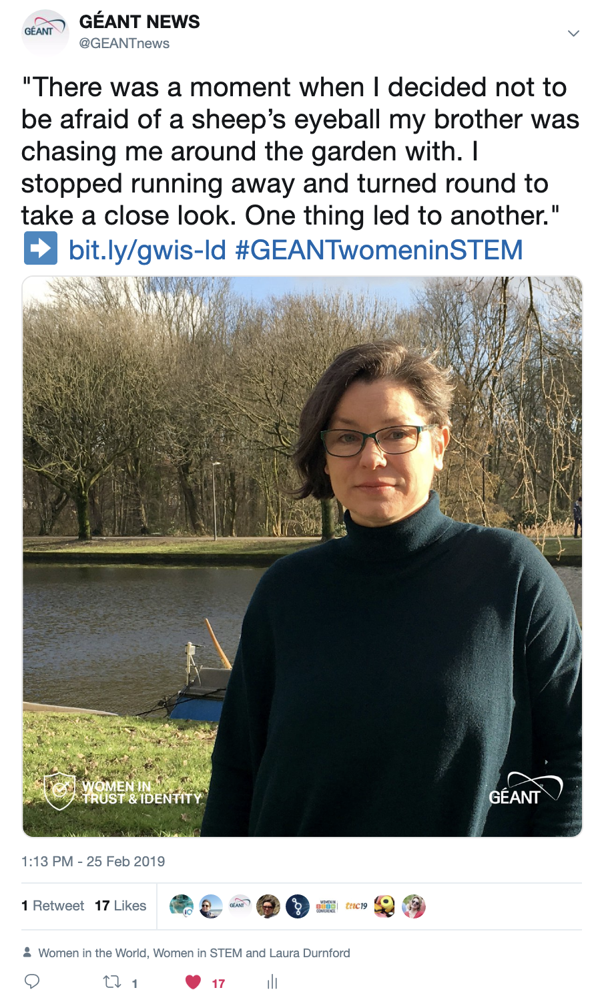 GÉANT
GÉANT NEWS
@GEANTnews
"There was a moment when I decided not to
be afraid of a sheep’s eyeball my brother was
chasing me around the garden with. I
stopped running away and turned round to
take a close look. One thing led to another."
bit.ly/gwis-ld #GEANTwomeninSTEM
WOMEN IN
TRUST & IDENTITY
GÉANT
1:13 PM - 25 Feb 2019
1 Retweet 17 Likes
GÉANT
WOMEN IN
STEM
CONFERENCE
tnc19
Women in the World, Women in STEM and Laura Durnford
1
17